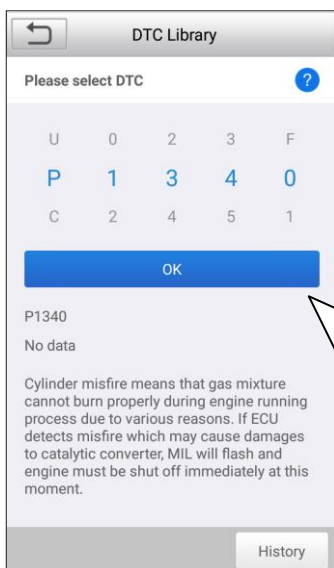 DTC Library
Please select DTC ?
U 0 2 3 F
P 1 3 4 0
C 2 4 5 1
OK
P1340
No data
Cylinder misfire means that gas mixture
cannot burn properly during engine running
process due to various reasons. If ECU
detects misfire which may cause damages
to catalytic converter, MIL will flash and
engine must be shut off immediately at this
moment.
History